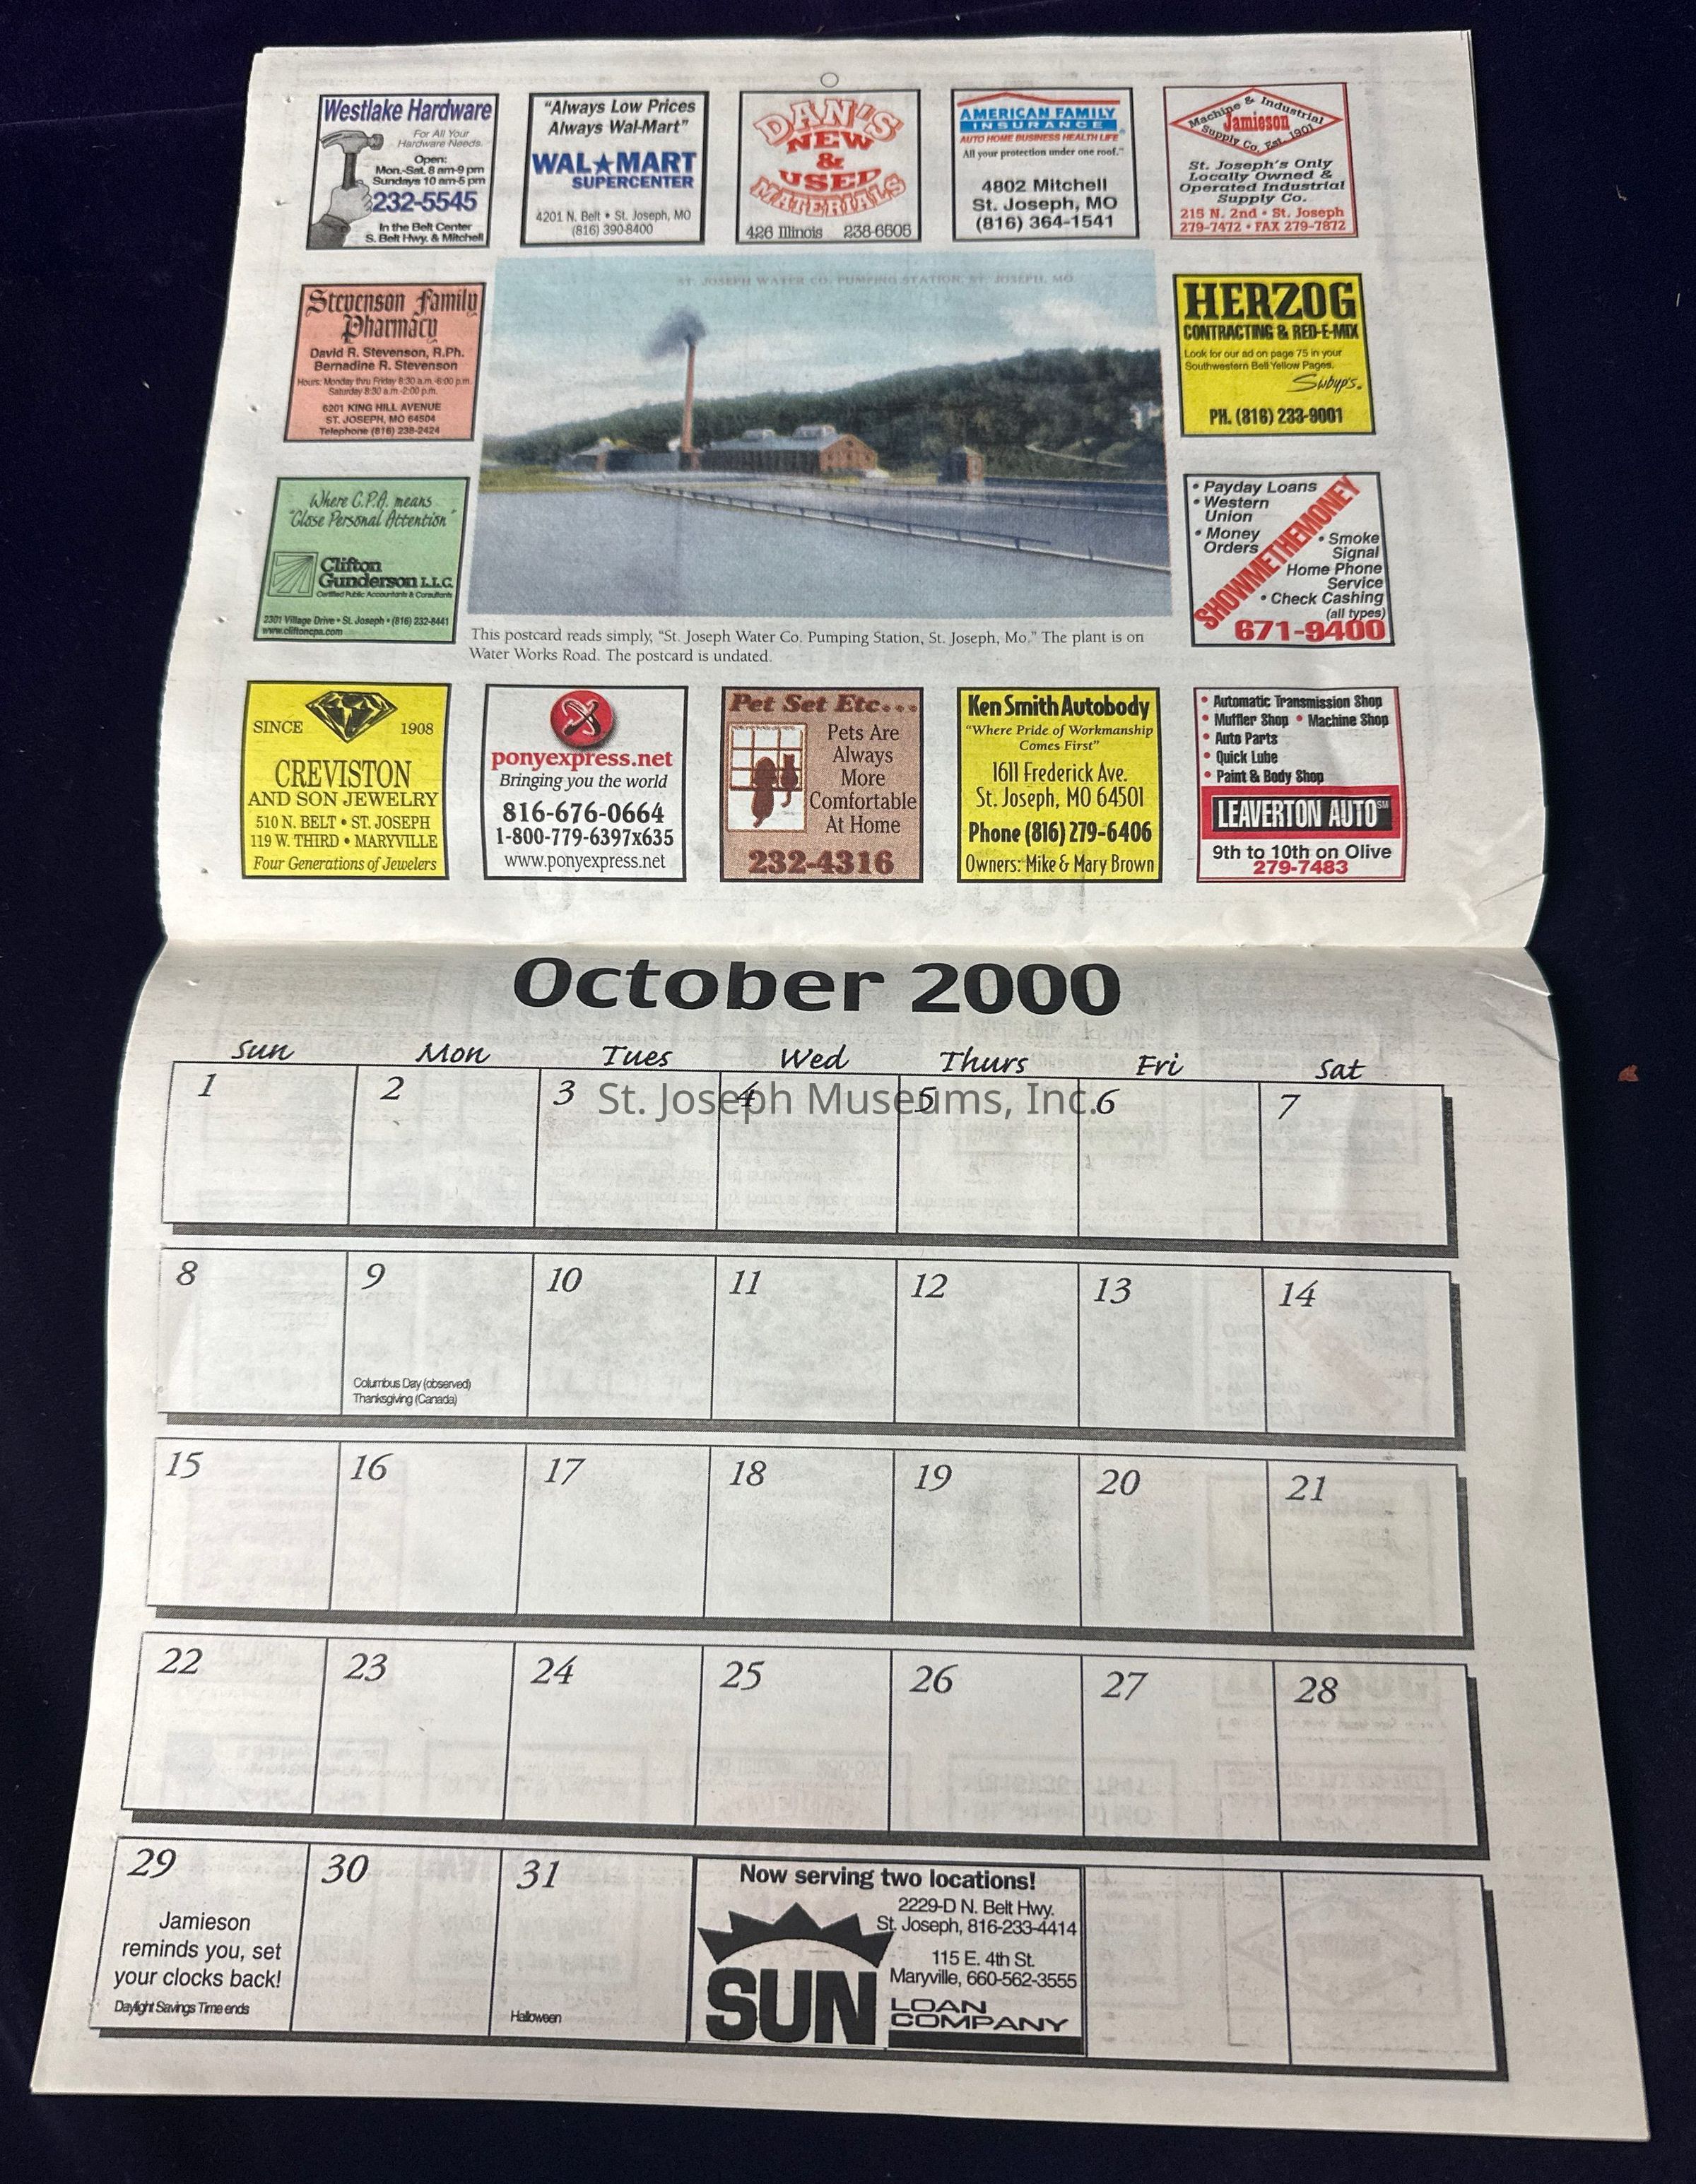 Westlake Hardware
For All Your
Hardware Needs.
Open:
Mon.-Sat. 8 am-9 pm
Sundays 10 am-5 pm
232-5545
In the Belt Center
S. Belt Hwy. & Mitchell
"Always Low Prices
Always Wal-Mart"
WAL★MART
SUPERCENTER
4201 N. Belt • St. Joseph, MO
(816) 390-8400
DAN'S
NEW
&
USED
MATERIALS
426 Illinois 238-6505
AMERICAN FAMILY
INSURANCE
AUTO HOME BUSINESS HEALTH LIFE
All your protection under one roof.
4802 Mitchell
St. Joseph, MO
(816) 364-1541
Machine & Industrial
Jamieson
Supply Co. Est. 1901
St. Joseph's Only
Locally Owned &
Operated Industrial
Supply Co.
215 N. 2nd • St. Joseph
279-7472 • FAX 279-7872
Stevenson Family
Pharmacy
David R. Stevenson, R.Ph.
Bernadine R. Stevenson
Hours: Monday thru Friday 8:30 a.m.-6:00 p.m.
Saturday 8:30 a.m.-2:00 p.m.
6201 KING HILL AVENUE
ST. JOSEPH, MO 64504
Telephone (816) 238-2424
ST. JOSEPH WATER CO. PUMPING STATION, ST. JOSEPH, MO.
HERZOG
CONTRACTING & RED-E-MIX
Look for our ad on page 75 in your
Southwestern Bell Yellow Pages.
PH. (816) 233-9001
Where C.P.A. means
"Close Personal Attention"
Clifton
Gunderson L.L.C.
Certified Public Accountants & Consultants
2301 Village Drive • St. Joseph • (816) 232-8441
www.cliftoncpa.com
• Payday Loans
• Western
Union
• Money
Orders
SHOWMETHEMONEY
• Smoke
Signal
Home Phone
Service
• Check Cashing
(all types)
671-9400
This postcard reads simply, "St. Joseph Water Co. Pumping Station, St. Joseph, Mo." The plant is on
Water Works Road. The postcard is undated.
SINCE 1908
CREVISTON
AND SON JEWELRY
510 N. BELT • ST. JOSEPH
119 W. THIRD • MARYVILLE
Four Generations of Jewelers
ponyexpress.net
Bringing you the world
816-676-0664
1-800-779-6397x635
www.ponyexpress.net
Pet Set Etc...
Pets Are
Always
More
Comfortable
At Home
232-4316
Ken Smith Autobody
"Where Pride of Workmanship
Comes First"
1611 Frederick Ave.
St. Joseph, MO 64501
Phone (816) 279-6406
Owners: Mike & Mary Brown
• Automatic Transmission Shop
• Muffler Shop • Machine Shop
• Auto Parts
• Quick Lube
• Paint & Body Shop
LEAVERTON AUTO SM
9th to 10th on Olive
279-7483
October 2000
Sun Mon Tues Wed Thurs Fri Sat
1 2 3 4 5 6 7
St. Joseph Museums, Inc.
8 9 10 11 12 13 14
Columbus Day (observed)
Thanksgiving (Canada)
15 16 17 18 19 20 21
22 23 24 25 26 27 28
29 30 31
Jamieson
reminds you, set
your clocks back!
Daylight Savings Time ends
Halloween
Now serving two locations!
2229-D N. Belt Hwy.
St. Joseph, 816-233-4414
115 E. 4th St.
Maryville, 660-562-3555
SUN
LOAN
COMPANY